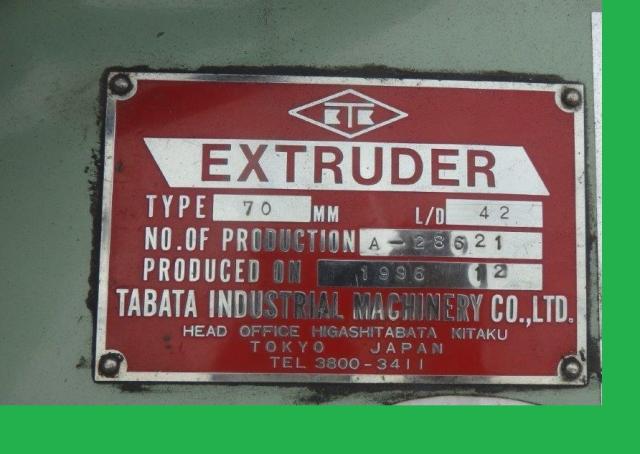 KTK
EXTRUDER
TYPE 70 MM L/D 42
NO.OF PRODUCTION A-28621
PRODUCED ON 1996 12
TABATA INDUSTRIAL MACHINERY CO.,LTD.
HEAD OFFICE HIGASHITABATA KITAKU
TOKYO JAPAN
TEL 3800-3411